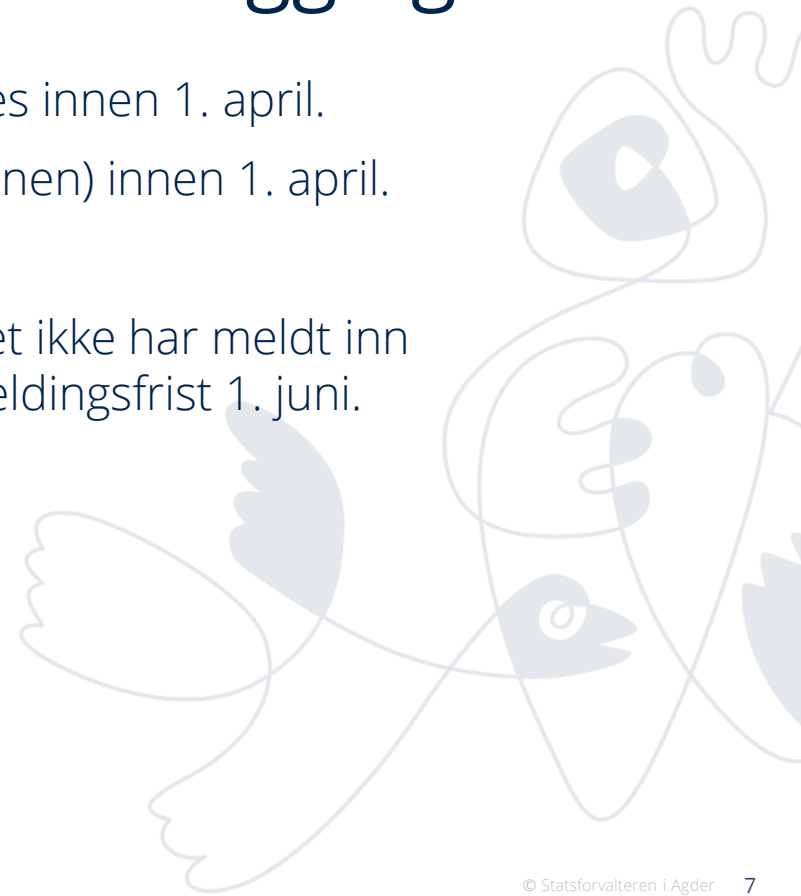 es innen 1. april.
nen) innen 1. april.
et ikke har meldt inn
eldingsfrist 1. juni.
© Statsforvalteren i Agder 7